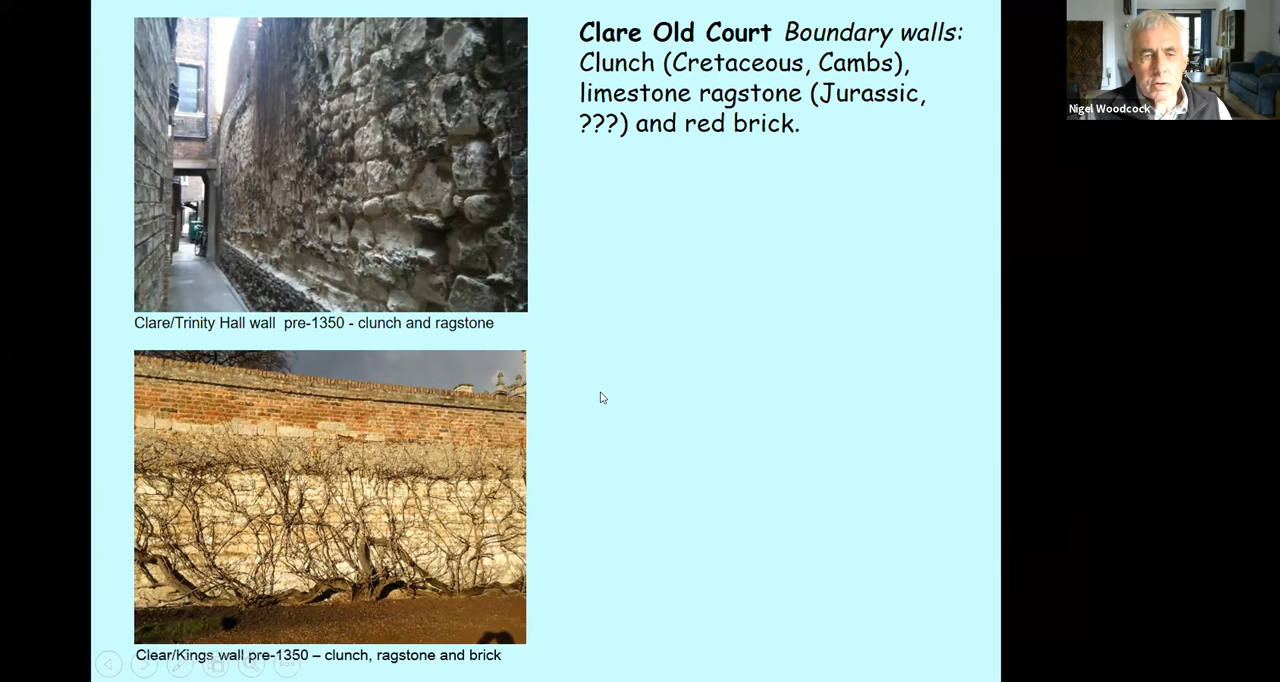 Clare Old Court Boundary walls:
Clunch (Cretaceous, Cambs),
limestone ragstone (Jurassic,
???) and red brick.
Nigel Woodcock
Clare/Trinity Hall wall  pre-1350 - clunch and ragstone
Clear/Kings wall pre-1350 – clunch, ragstone and brick